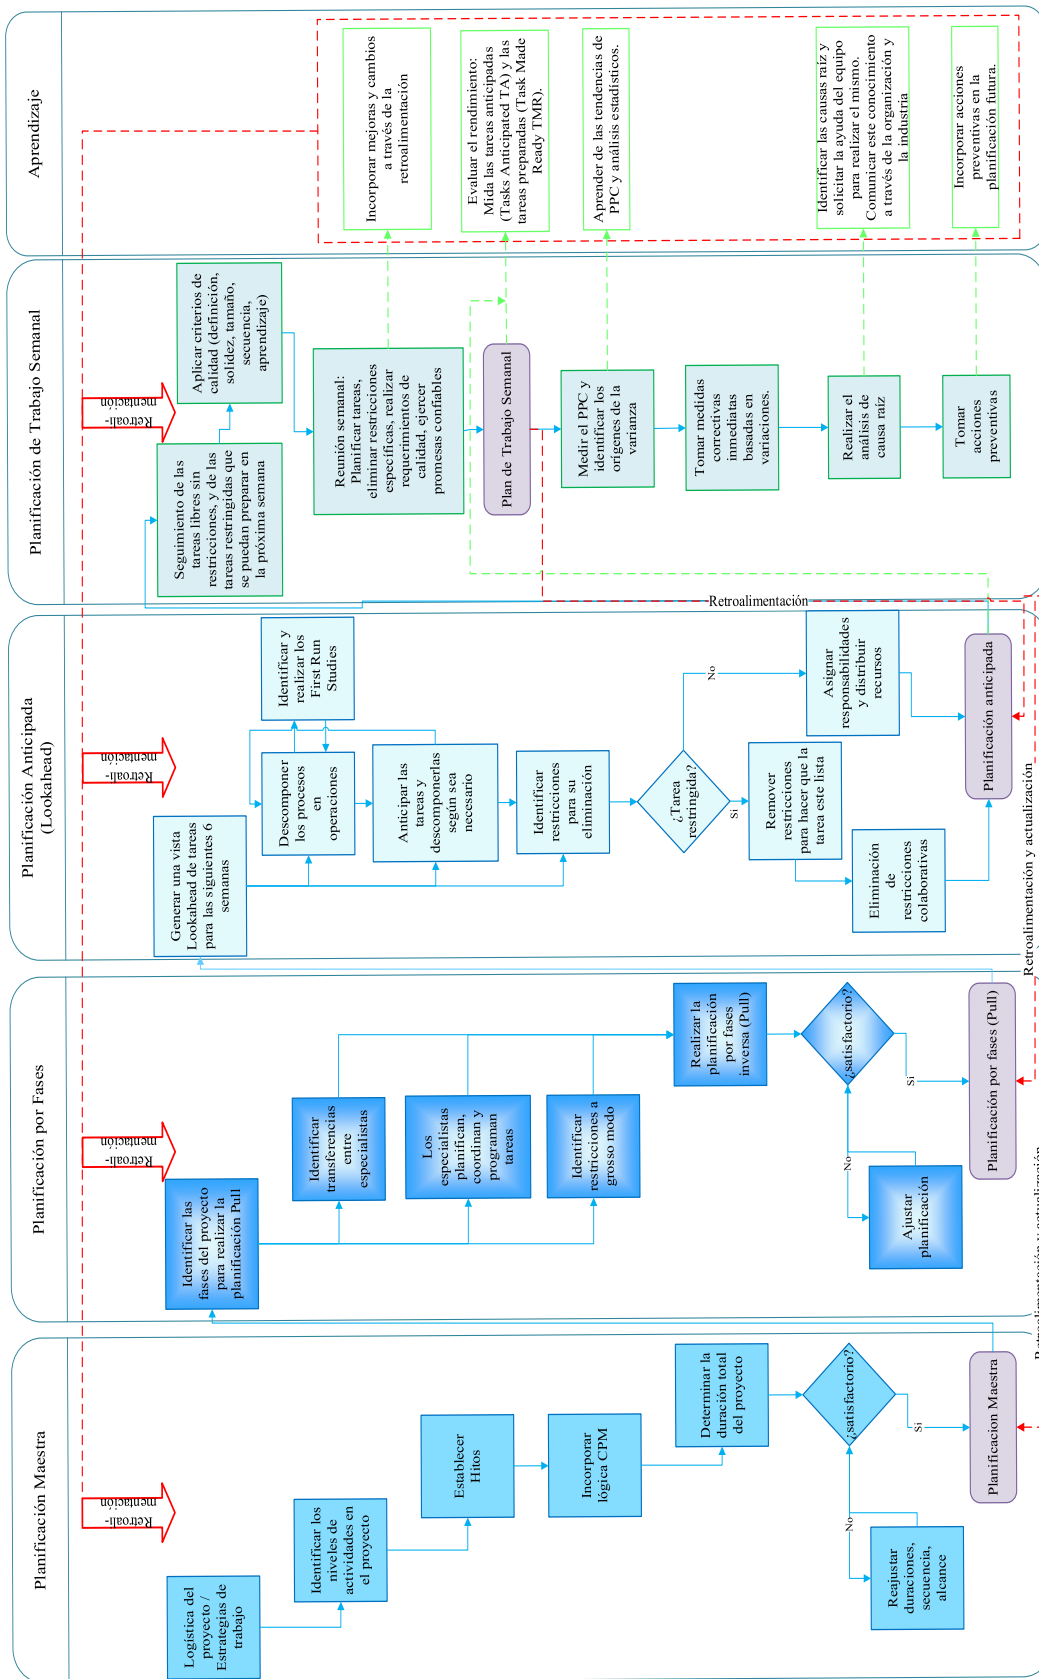 Planificación Maestra
Logística del
proyecto /
Estrategias de
trabajo
Identificar los
niveles de
actividades en
el proyecto
Establecer
Hitos
Incorporar
lógica CPM
Determinar la
duración total
del proyecto
¿satisfactorio?
No
Si
Reajustar
duraciones,
secuencia,
alcance
Planificacion Maestra
Retroali-
mentación
Planificación por Fases
Identificar las
fases del proyecto
para realizar la
planificación Pull
Identificar
transferencias
entre
especialistas
Los
especialistas
planifican,
coordinan y
programan
tareas
Identificar
restricciones a
grosso modo
Realizar la
planificación
por fases
inversa (Pull)
¿satisfactorio?
No
Si
Ajustar
planificación
Planificación por fases (Pull)
Retroali-
mentación
Retroalimentación y actualización
Planificación Anticipada
(Lookahead)
Generar una vista
Lookahead de tareas
para las siguientes 6
semanas
Descomponer
los procesos
en
operaciones
Identificar y
realizar los
First Run
Studies
Anticipar las
tareas y
descomponerlas
según sea
necesario
Identificar
restricciones
para su
eliminación
¿Tarea
restringida?
No
Si
Remover
restricciones
para hacer que la
tarea este lista
Asignar
responsabilidades
y distribuir
recursos
Eliminación
de
restricciones
colaborativas
Planificación anticipada
Retroali-
mentación
Retroalimentación y actualización
Planificación de Trabajo Semanal
Seguimiento de las
tareas libres sin
restricciones, y de las
tareas restringidas que
se puedan preparar en
la próxima semana
Aplicar criterios de
calidad (definición,
solidez, tamaño,
secuencia,
aprendizaje)
Reunión semanal:
Planificar tareas,
eliminar restricciones
específicas, realizar
requerimientos de
calidad, ejercer
promesas confiables
Plan de Trabajo Semanal
Medir el PPC y
identificar los
orígenes de la
varianza
Tomar medidas
correctivas
inmediatas
basadas en
variaciones.
Realizar el
análisis de
causa raíz
Tomar
acciones
preventivas
Retroali-
mentación
Retroalimentación
Aprendizaje
Incorporar mejoras y cambios
a través de la
retroalimentación
Evaluar el rendimiento:
Mida las tareas anticipadas
(Tasks Anticipated TA) y las
tareas preparadas (Task Made
Ready TMR).
Aprender de las tendencias de
PPC y análisis estadísticos.
Identificar las causas raíz y
solicitar la ayuda del equipo
para realizar el mismo.
Comunicar este conocimiento
a través de la organización y
la industria
Incorporar acciones
preventivas en la
planificación futura.